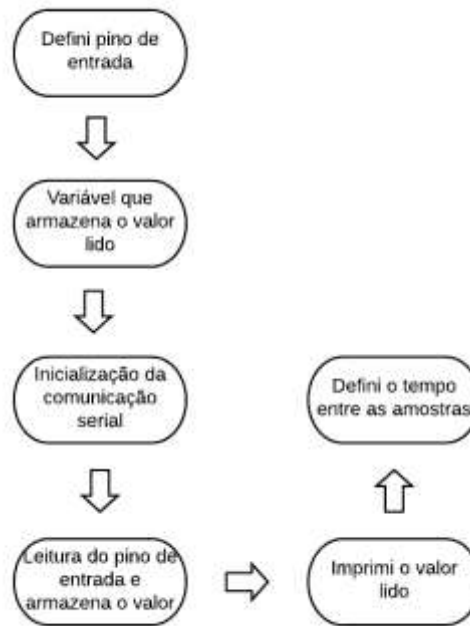 Defini pino de
entrada
Variável que
armazena o valor
lido
Inicialização da
comunicação
serial
Leitura do pino de
entrada e
armazena o valor
Imprimi o valor
lido
Defini o tempo
entre as amostras